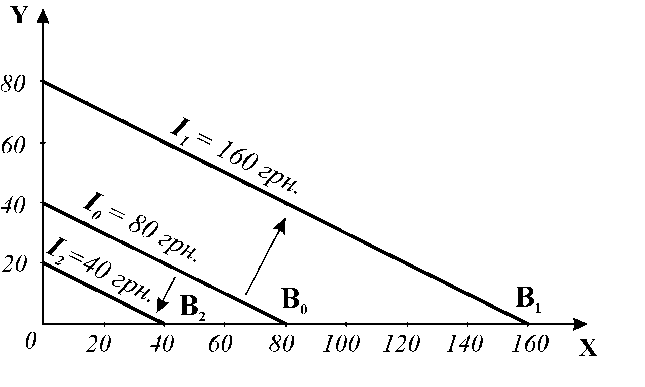 Y
80
I₁ = 160 грн.
60
40
I₀ = 80 грн.
20
I₂ =40 грн.
B₂
B₀
B₁
0
20 40 60 80 100 120 140 160
X